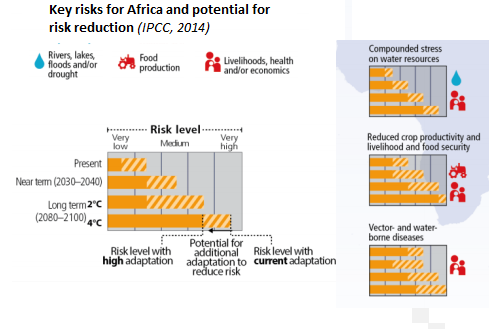 Key risks for Africa and potential for
risk reduction (IPCC, 2014)
Rivers, lakes,
floods and/or
drought
Food
production
Livelihoods, health
and/or economics
Risk level
Very
low
Medium
Very
high
Present
Near term (2030–2040)
Long term 2°C
(2080–2100) 4°C
Risk level with
high adaptation
Potential for
additional
adaptation to
reduce risk
Risk level with
current adaptation
Compounded stress
on water resources
Reduced crop productivity and
livelihood and food security
Vector- and water-
borne diseases